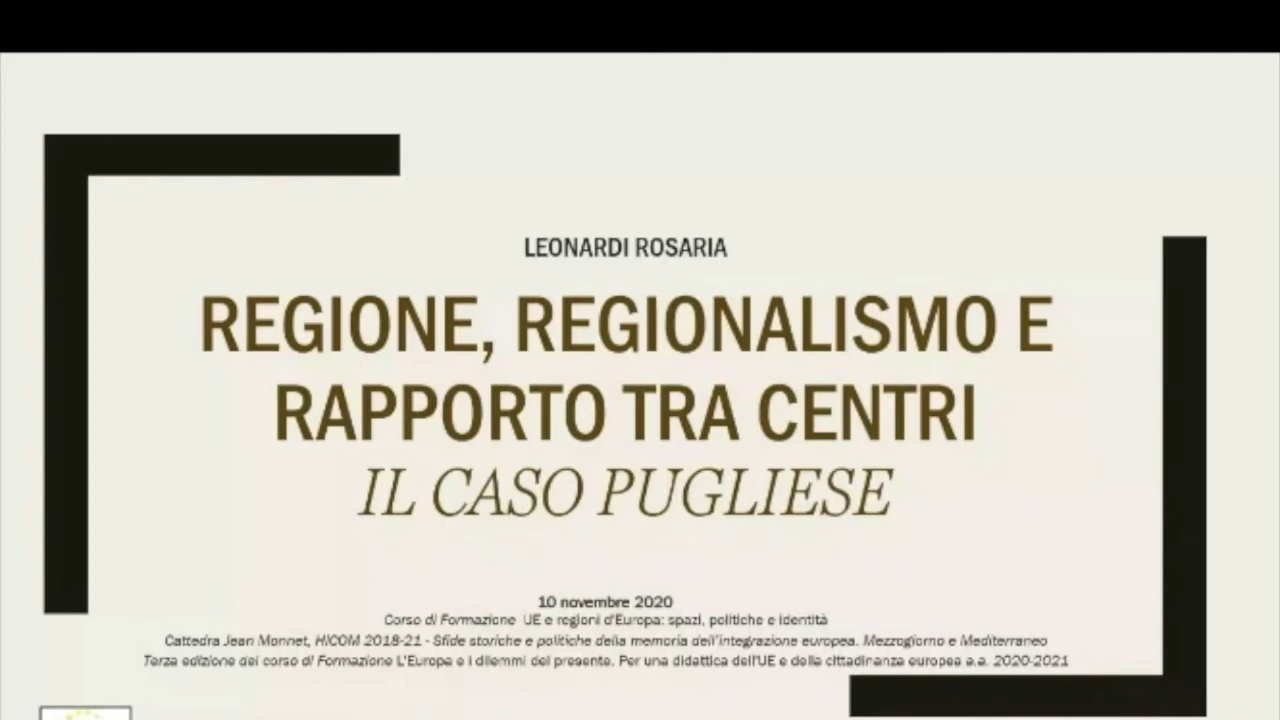 LEONARDI ROSARIA
REGIONE, REGIONALISMO E
RAPPORTO TRA CENTRI
IL CASO PUGLIESE
10 novembre 2020
Corso di Formazione UE e regioni d'Europa: spazi, politiche e identità
Cattedra Jean Monnet, HICOM 2018-21 - Sfide storiche e politiche della memoria dell'integrazione europea. Mezzogiorno e Mediterraneo
Terza edizione del corso di Formazione L'Europa e i dilemmi del presente. Per una didattica dell'UE e della cittadinanza europea a.a. 2020-2021